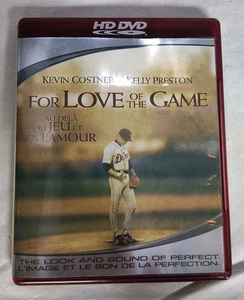 HD DVD
KEVIN COSTNER KELLY PRESTON
FOR LOVE OF THE GAME
AU-DELÀ
DU JEU ET
DE L'AMOUR
THE LOOK AND SOUND OF PERFECT.
L'IMAGE ET LE SON DE LA PERFECTION.